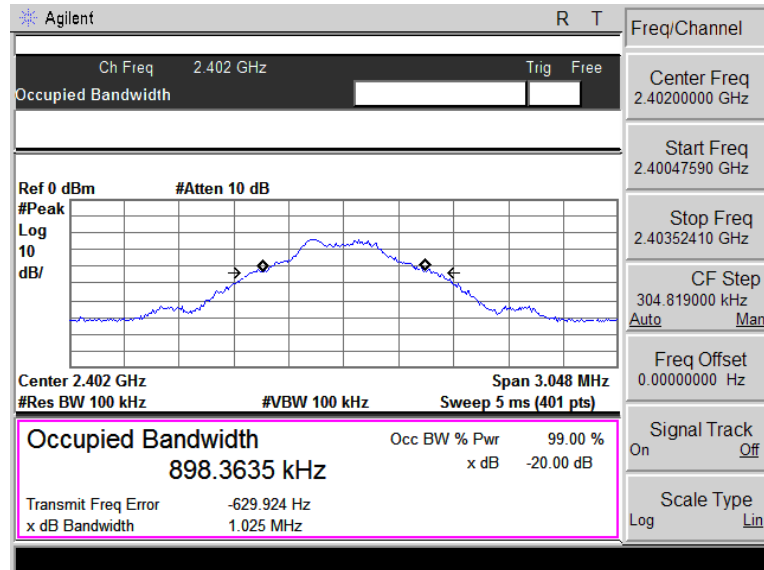 Agilent R T
Freq/Channel
Ch Freq 2.402 GHz Trig Free
Occupied Bandwidth
Center Freq
2.40200000 GHz
Start Freq
2.40047590 GHz
Stop Freq
2.40352410 GHz
CF Step
304.819000 kHz
Auto Man
Freq Offset
0.00000000 Hz
Signal Track
On Off
Scale Type
Log Lin
Ref 0 dBm #Atten 10 dB
#Peak
Log
10
dB/
Center 2.402 GHz Span 3.048 MHz
#Res BW 100 kHz #VBW 100 kHz Sweep 5 ms (401 pts)
Occupied Bandwidth Occ BW % Pwr 99.00 %
898.3635 kHz x dB -20.00 dB
Transmit Freq Error -629.924 Hz
x dB Bandwidth 1.025 MHz